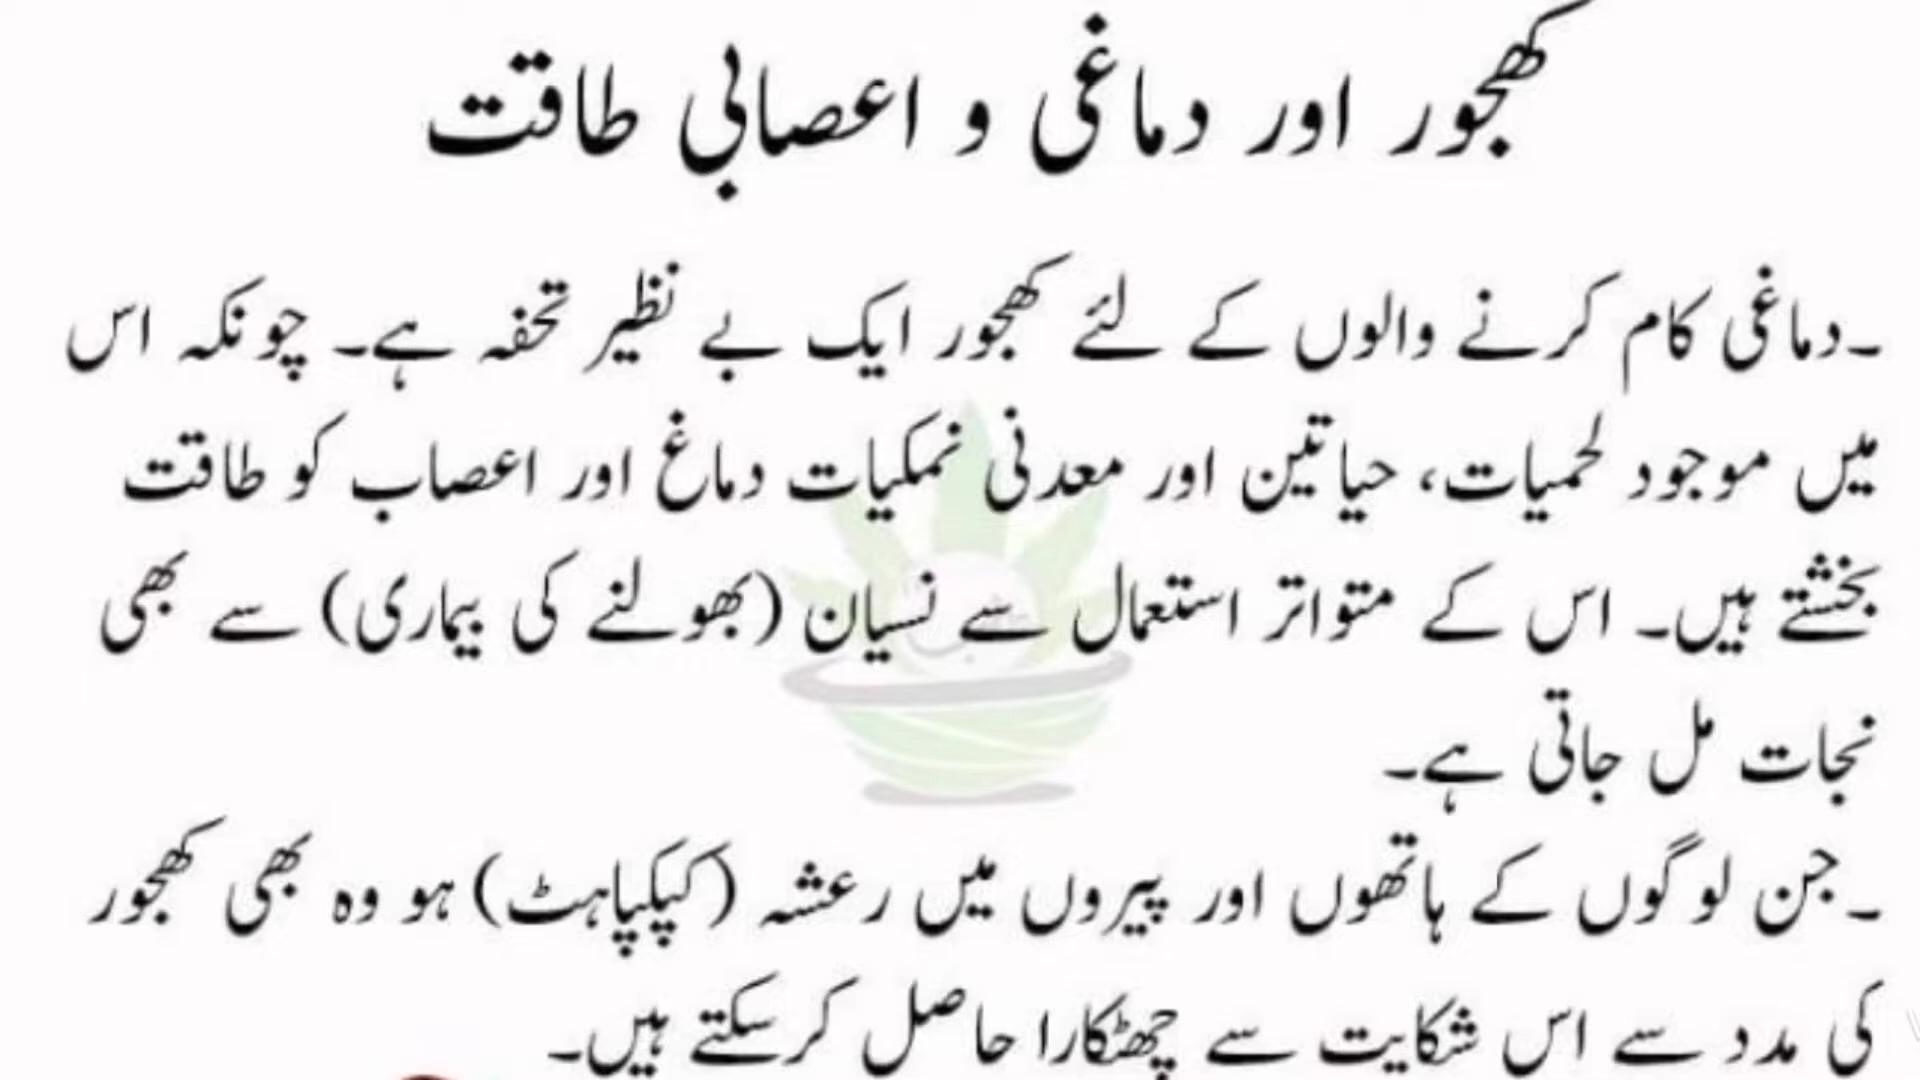 کھجور اور دماغی و اعصابی طاقت
۔دماغی کام کرنے والوں کے لئے کھجور ایک بے نظیر تحفہ ہے۔ چونکہ اس
میں موجود لحمیات، حیاتین اور معدنی نمکیات دماغ اور اعصاب کو طاقت
بخشتے ہیں۔ اس کے متواتر استعمال سے نسیان (بھولنے کی بیماری) سے بھی
نجات مل جاتی ہے۔
۔جن لوگوں کے ہاتھوں اور پیروں میں رعشہ (کپکپاہٹ) ہو وہ بھی کھجور
کی مدد سے اس شکایت سے چھٹکارا حاصل کرسکتے ہیں۔